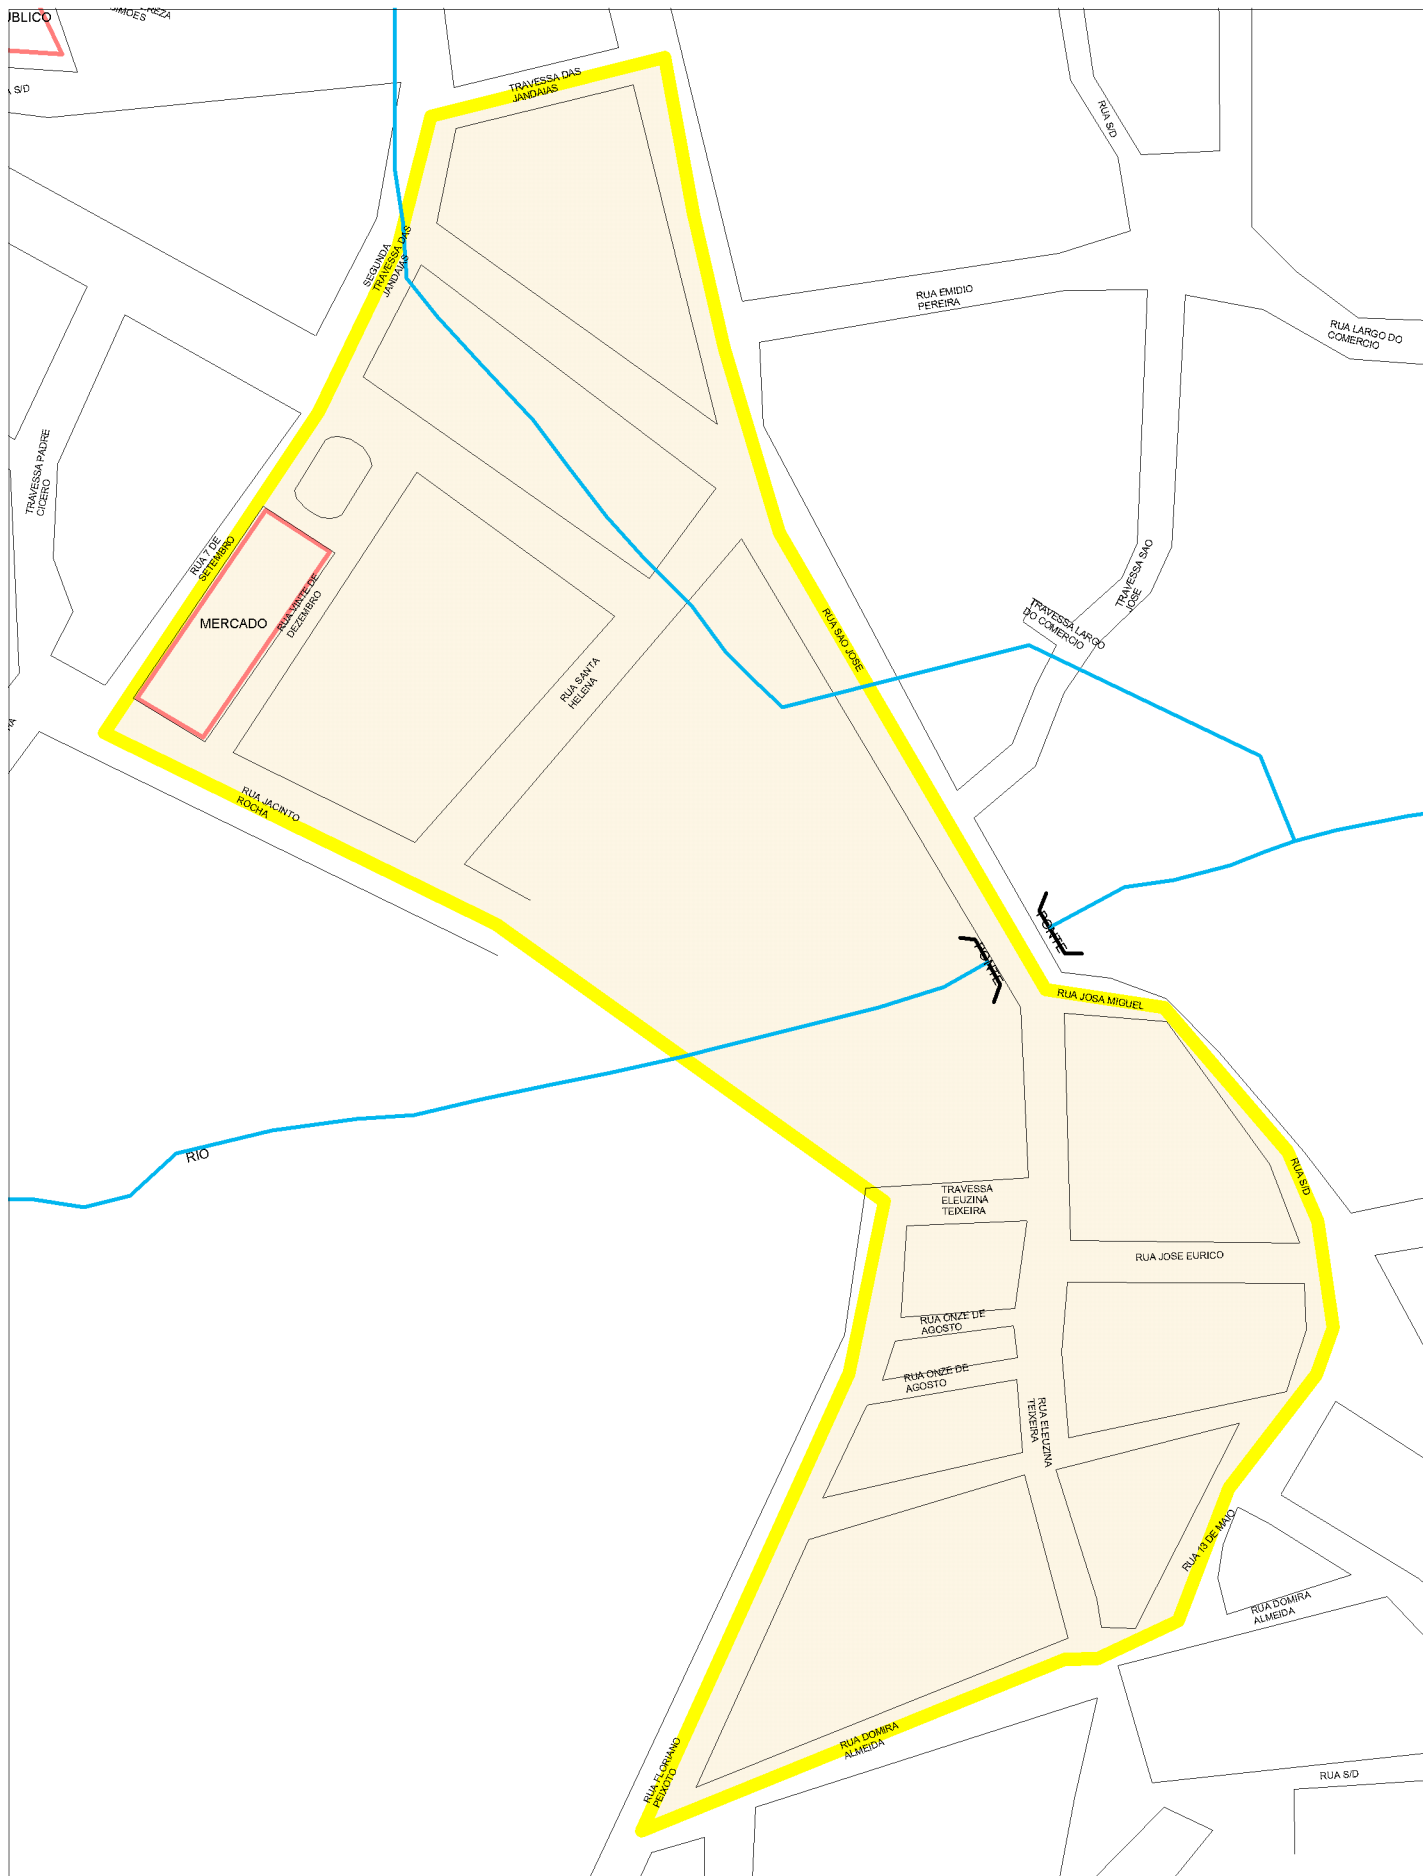 SIMOES
A S/D
TRAVESSA DAS
JANDAIAS
RUA S/D
SEGUNDA
TRAVESSA DAS
JANDAIAS
RUA EMIDIO
PEREIRA
RUA LARGO DO
COMERCIO
TRAVESSA PADRE
CICERO
RUA 7 DE
SETEMBRO
MERCADO
RUA VINTE DE
DEZEMBRO
TRAVESSA SAO
JOSE
TRAVESSA LARGO
DO COMERCIO
RUA SAO JOSE
RUA SANTA
HELENA
RUA JACINTO
ROCHA
PONTE
PONTE
RUA JOSA MIGUEL
RIO
RUA S/D
TRAVESSA
ELEUZINA
TEIXEIRA
RUA JOSE EURICO
RUA ONZE DE
AGOSTO
RUA ONZE DE
AGOSTO
RUA ELEUZINA
TEIXEIRA
RUA 13 DE MAIO
RUA DOMIRA
ALMEIDA
RUA DOMIRA
ALMEIDA
RUA FLORIANO
PEIXOTO
RUA S/D